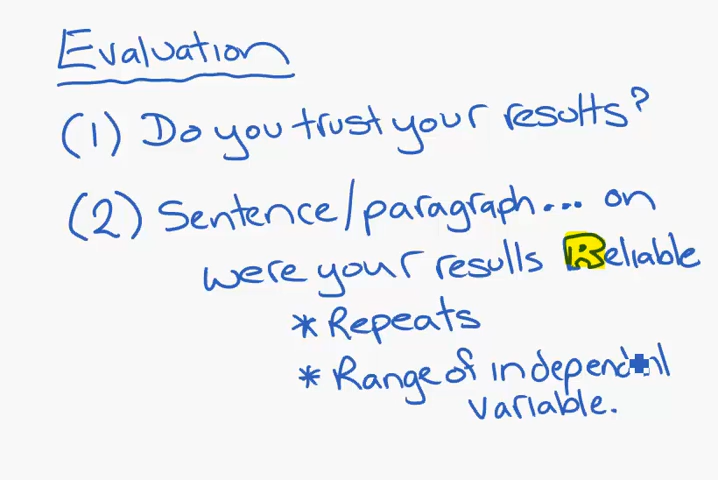 Evaluation
(1) Do you trust your results?
(2) Sentence/paragraph... on
were your results Reliable
* Repeats
* Range of
variable.